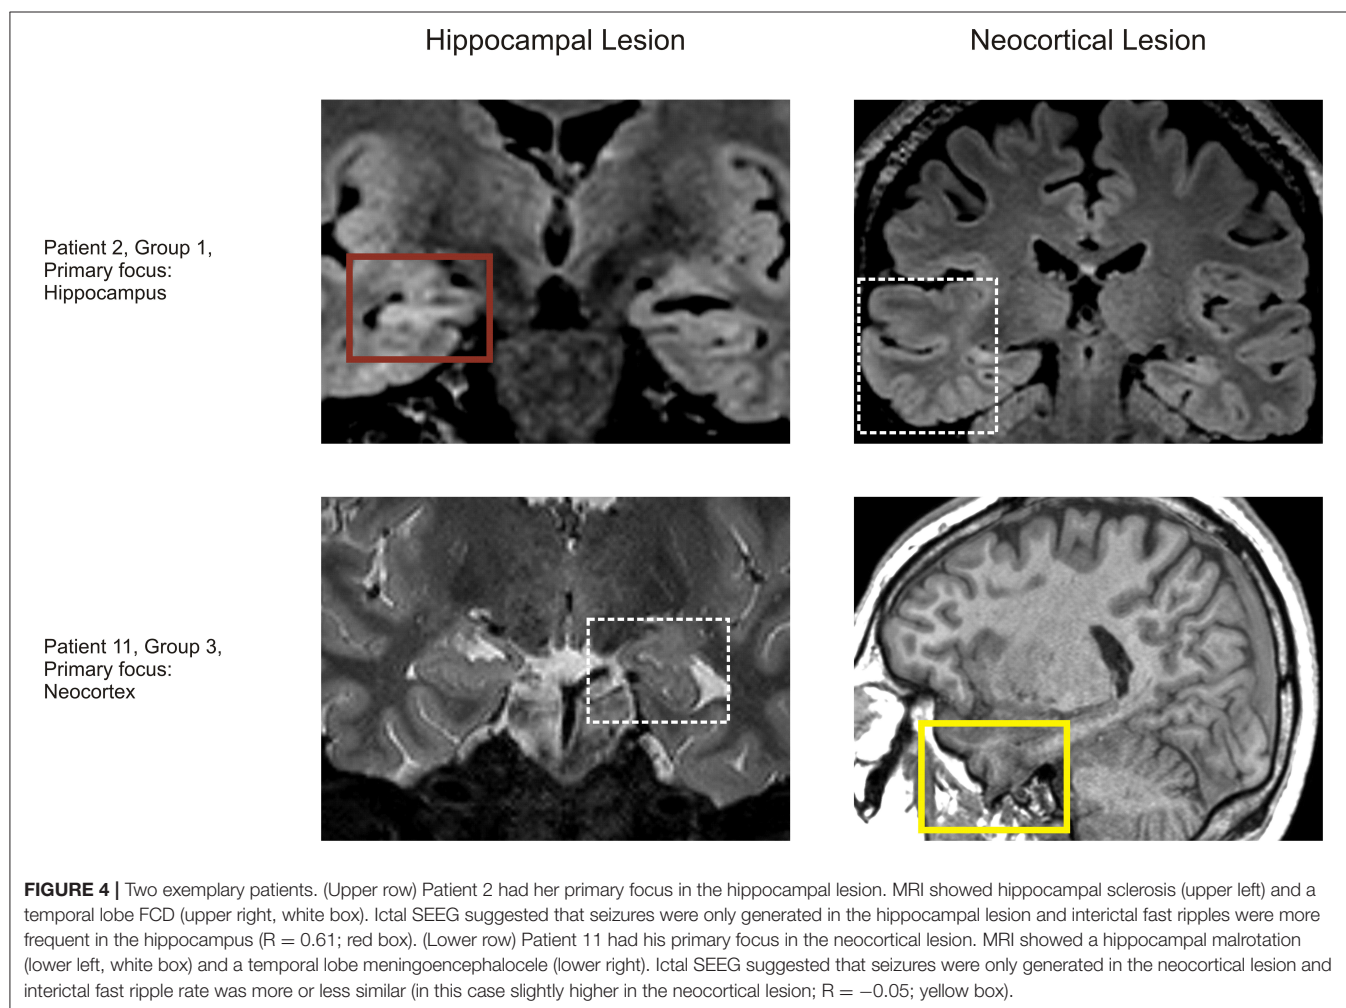 Hippocampal Lesion
Neocortical Lesion
Patient 2, Group 1,
Primary focus:
Hippocampus
Patient 11, Group 3,
Primary focus:
Neocortex
FIGURE 4 | Two exemplary patients. (Upper row) Patient 2 had her primary focus in the hippocampal lesion. MRI showed hippocampal sclerosis (upper left) and a
temporal lobe FCD (upper right, white box). Ictal SEEG suggested that seizures were only generated in the hippocampal lesion and interictal fast ripples were more
frequent in the hippocampus (R = 0.61; red box). (Lower row) Patient 11 had his primary focus in the neocortical lesion. MRI showed a hippocampal malrotation
(lower left, white box) and a temporal lobe meningoencephalocele (lower right). Ictal SEEG suggested that seizures were only generated in the neocortical lesion and
interictal fast ripple rate was more or less similar (in this case slightly higher in the neocortical lesion; R = −0.05; yellow box).